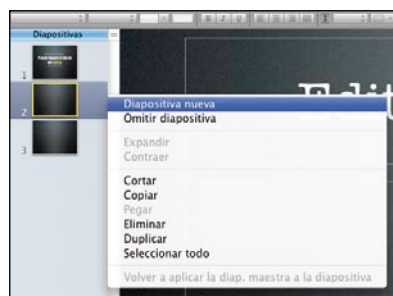 Diapositivas
1
2
3
Edit
Diapositiva nueva
Omitir diapositiva
Expandir
Contraer
Cortar
Copiar
Pegar
Eliminar
Duplicar
Seleccionar todo
Volver a aplicar la diap. maestra a la diapositiva